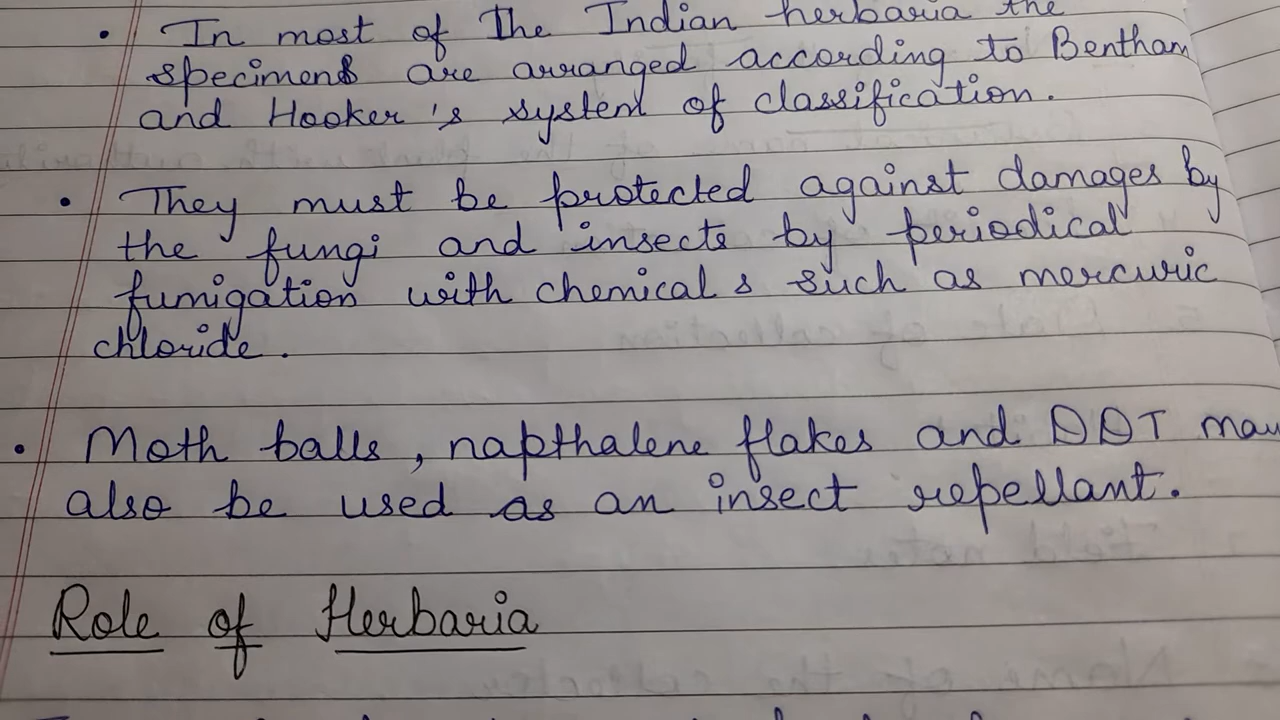 • In most of The Indian herbaria the
specimens are arranged according to Bentham
and Hooker's system of classification.
• They must be protected against damages by
the fungi and insects by periodical
fumigation with chemicals such as mercuric
chloride.
• Moth balls, napthalene flakes and DDT may
also be used as an insect repellant.
Role of Herbaria